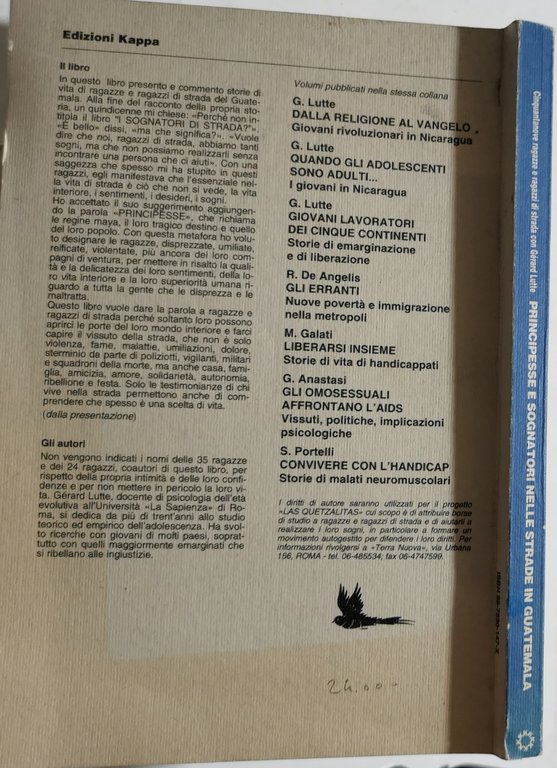 Edizioni Kappa
Il libro
In questo libro presento e commento storie di
vita di ragazze e ragazzi di strada del Guate-
mala. Alla fine del racconto della propria sto-
ria, un quindicenne mi chiese: «Perché non in-
titola il libro "I SOGNATORI DI STRADA?"».
«È bello» dissi, «ma che significa?». «Vuole
dire che noi, ragazzi di strada, abbiamo tanti
sogni, ma che non possiamo realizzarli senza
incontrare una persona che ci aiuti». Con una
saggezza che spesso mi ha stupito in questi
ragazzi, egli manifestava che l'essenziale nel-
la vita di strada è ciò che non si vede, la vita
interiore, i sentimenti, i desideri, i sogni.
Ho accettato il suo suggerimento aggiungen-
do la parola «PRINCIPESSE», che richiama
le regine maya, il loro tragico destino e quello
del loro popolo. Con questa metafora ho volu-
to designare le ragazze, disprezzate, umiliate,
reificate, violentate, più ancora dei loro com-
pagni di ventura, per mettere in risalto la quali-
tà e la delicatezza dei loro sentimenti, della lo-
ro vita interiore e la loro superiorità umana ri-
guardo a tutta la gente che le disprezza e le
maltratta.
Questo libro vuole dare la parola a ragazze e
ragazzi di strada perché soltanto loro possono
aprirci le porte del loro mondo interiore e farci
capire il vissuto della strada, che non è solo
violenza, fame, malattie, umiliazioni, dolore,
sterminio da parte di poliziotti, vigilanti, militari
e squadroni della morte, ma anche casa, fami-
glia, amicizia, amore, solidarietà, autonomia,
ribellione e festa. Solo le testimonianze di chi
vive nella strada permettono anche di com-
prendere che spesso è una scelta di vita.
(dalla presentazione)
Gli autori
Non vengono indicati i nomi delle 35 ragazze
e dei 24 ragazzi, coautori di questo libro, per
rispetto della propria intimità e delle loro confi-
denze e per non mettere in pericolo la loro vi-
ta. Gérard Lutte, docente di psicologia dell'età
evolutiva all'Università «La Sapienza» di Ro-
ma, si dedica da più di trent'anni allo studio
teorico ed empirico dell'adolescenza. Ha svol-
to ricerche con giovani di molti paesi, soprat-
tutto con quelli maggiormente emarginati che
si ribellano alle ingiustizie.
Volumi pubblicati nella stessa collana
G. Lutte
DALLA RELIGIONE AL VANGELO
Giovani rivoluzionari in Nicaragua
G. Lutte
QUANDO GLI ADOLESCENTI
SONO ADULTI...
I giovani in Nicaragua
G. Lutte
GIOVANI LAVORATORI
DEI CINQUE CONTINENTI
Storie di emarginazione
e di liberazione
R. De Angelis
GLI ERRANTI
Nuove povertà e immigrazione
nella metropoli
M. Galati
LIBERARSI INSIEME
Storie di vita di handicappati
G. Anastasi
GLI OMOSESSUALI
AFFRONTANO L'AIDS
Vissuti, politiche, implicazioni
psicologiche
S. Portelli
CONVIVERE CON L'HANDICAP
Storie di malati neuromuscolari
I diritti di autore saranno utilizzati per il progetto
«LAS QUETZALITAS» cui scopo è di attribuire borse
di studio a ragazze e ragazzi di strada e di aiutarli a
realizzare i loro sogni, in particolare a formare un
movimento autogestito per difendere i loro diritti. Per
informazioni rivolgersi a «Terra Nuova», via Urbana
156, ROMA - tel. 06-485534; fax 06-4747599.
24.00-
ISBN 88-7890-147-X
Cinquantanove ragazze e ragazzi di strada con Gérard Lutte PRINCIPESSE E SOGNATORI NELLE STRADE IN GUATEMALA